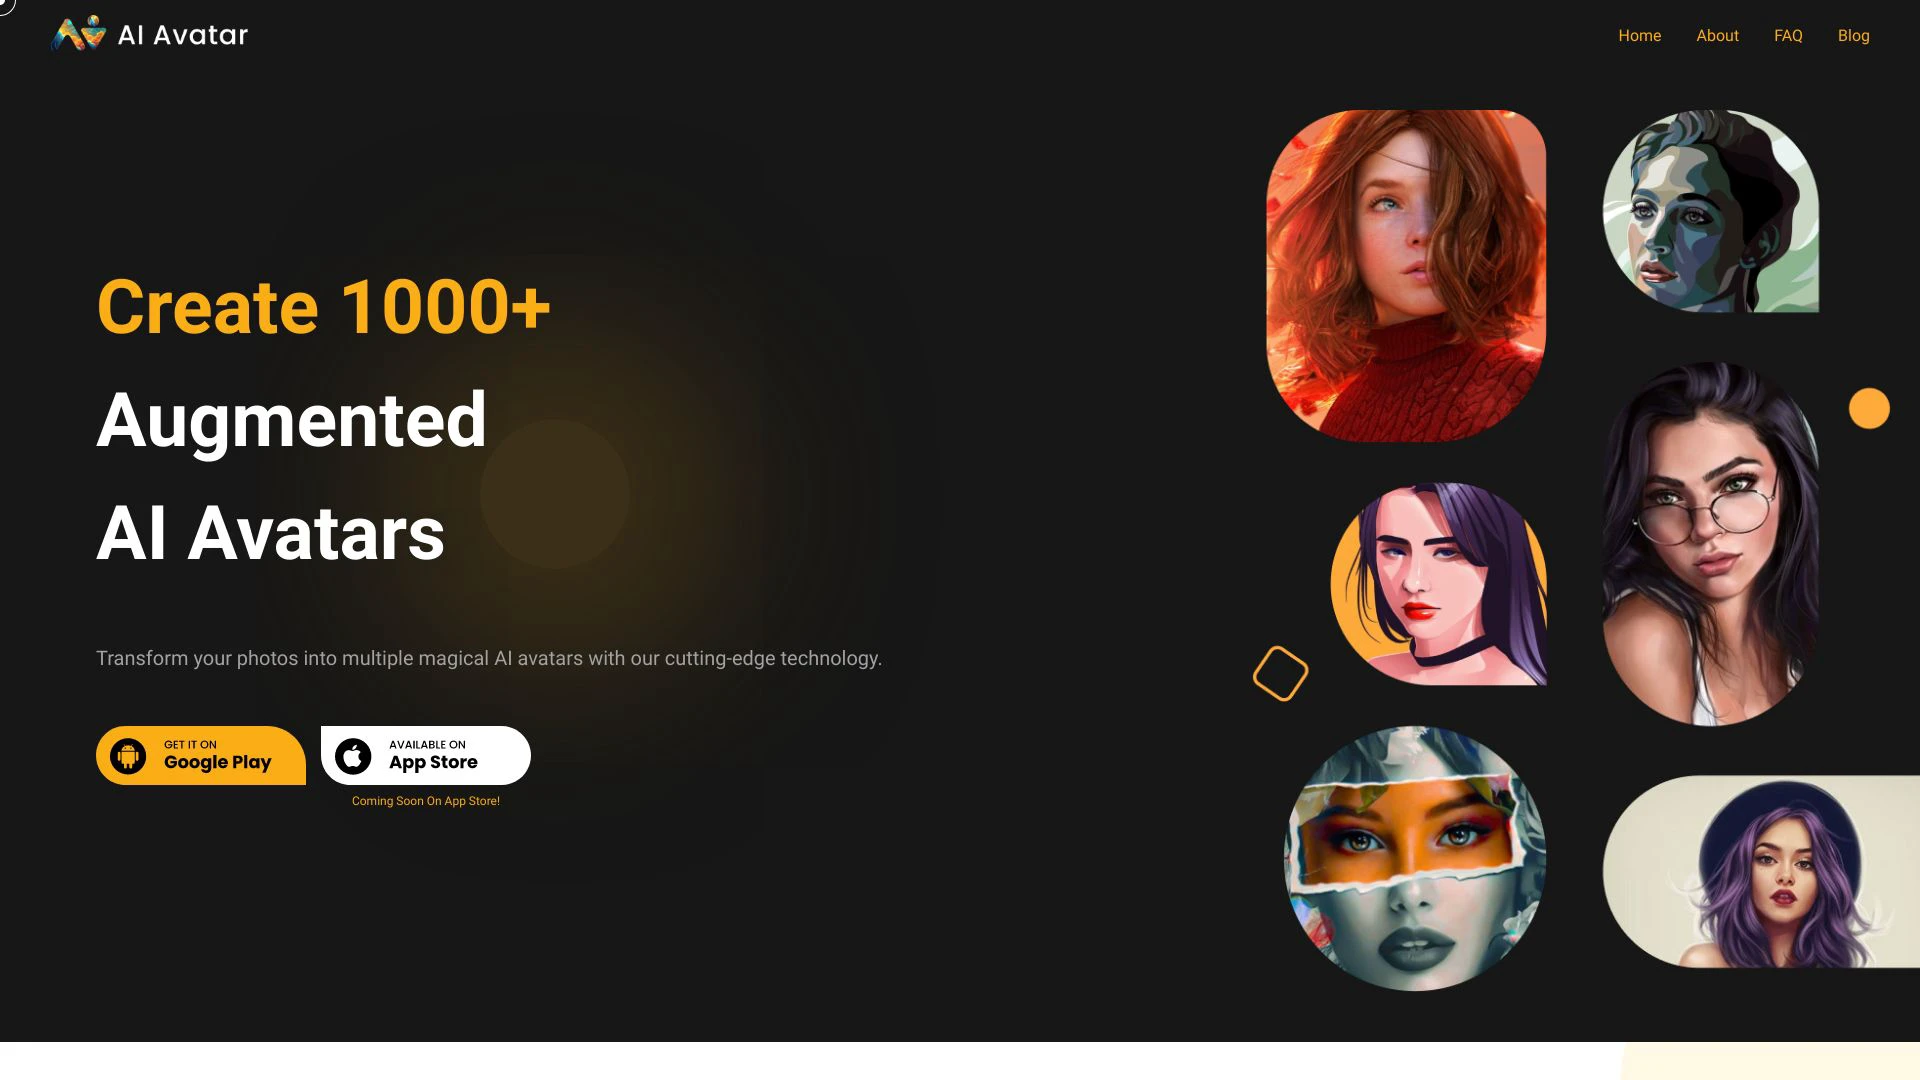 AI Avatar
Home
About
FAQ
Blog
Create 1000+
Augmented
AI Avatars
Transform your photos into multiple magical AI avatars with our cutting-edge technology.
GET IT ON
Google Play
AVAILABLE ON
App Store
Coming Soon On App Store!